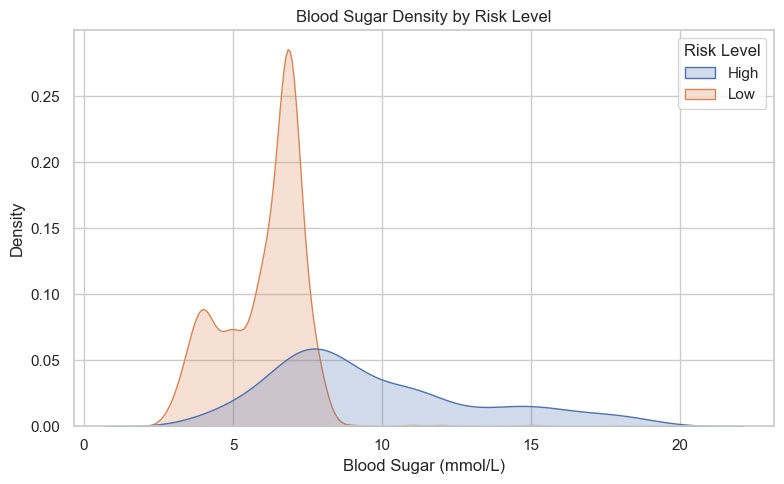 Blood Sugar Density by Risk Level
Risk Level
High
Low
Density
0.25
0.20
0.15
0.10
0.05
0.00
0
5
10
15
20
Blood Sugar (mmol/L)